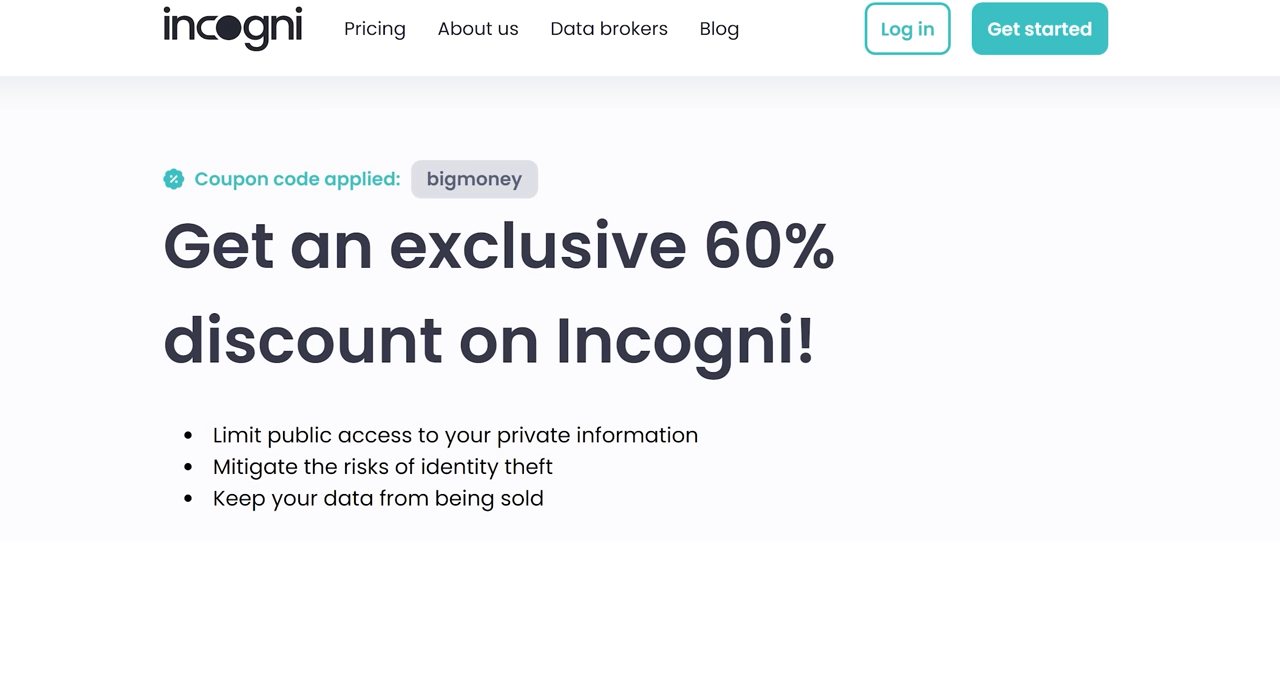 incogni Pricing About us Data brokers Blog Log in Get started
Coupon code applied: bigmoney
Get an exclusive 60%
discount on Incogni!
• Limit public access to your private information
• Mitigate the risks of identity theft
• Keep your data from being sold